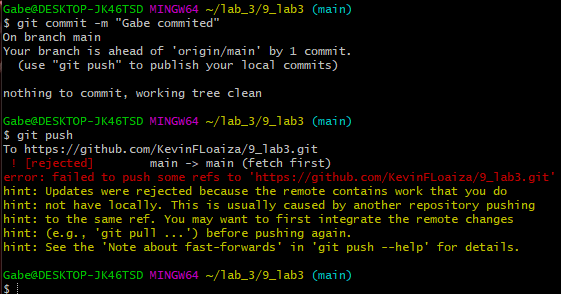 Gabe@DESKTOP-JK46TSD MINGW64 ~/lab_3/9_lab3 (main)
$ git commit -m "Gabe commited"
On branch main
Your branch is ahead of 'origin/main' by 1 commit.
  (use "git push" to publish your local commits)

nothing to commit, working tree clean

Gabe@DESKTOP-JK46TSD MINGW64 ~/lab_3/9_lab3 (main)
$ git push
To https://github.com/KevinFLoaiza/9_lab3.git
 ! [rejected]        main -> main (fetch first)
error: failed to push some refs to 'https://github.com/KevinFLoaiza/9_lab3.git'
hint: Updates were rejected because the remote contains work that you do
hint: not have locally. This is usually caused by another repository pushing
hint: to the same ref. You may want to first integrate the remote changes
hint: (e.g., 'git pull ...') before pushing again.
hint: See the 'Note about fast-forwards' in 'git push --help' for details.

Gabe@DESKTOP-JK46TSD MINGW64 ~/lab_3/9_lab3 (main)
$